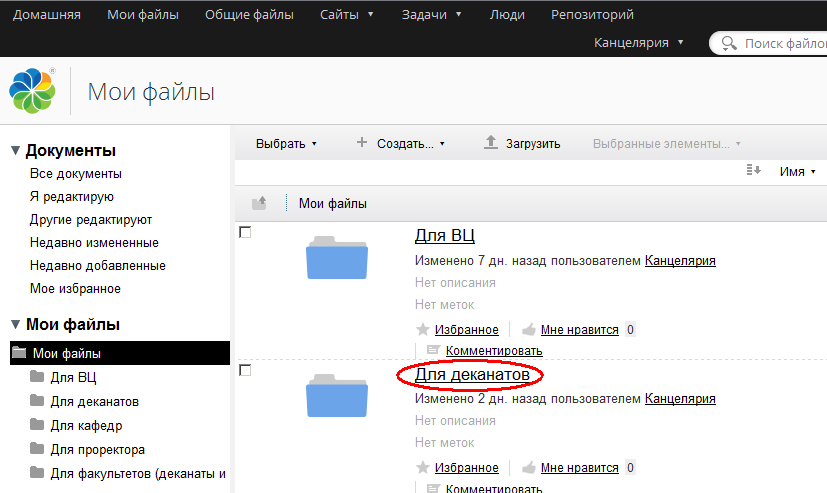 Домашняя Мои файлы Общие файлы Сайты Задачи Люди Репозиторий
Канцелярия Поиск файло
® Мои файлы
Документы
Все документы
Я редактирую
Другие редактируют
Недавно измененные
Недавно добавленные
Мое избранное
Мои файлы
Мои файлы
Для ВЦ
Для деканатов
Для кафедр
Для проректора
Для факультетов (деканаты и
Выбрать Создать... Загрузить Выбранные элементы...
Имя
Мои файлы
Для ВЦ
Изменено 7 дн. назад пользователем Канцелярия
Нет описания
Нет меток
Избранное Мне нравится 0
Комментировать
Для деканатов
Изменено 2 дн. назад пользователем Канцелярия
Нет описания
Нет меток
Избранное Мне нравится 0
Комментировать